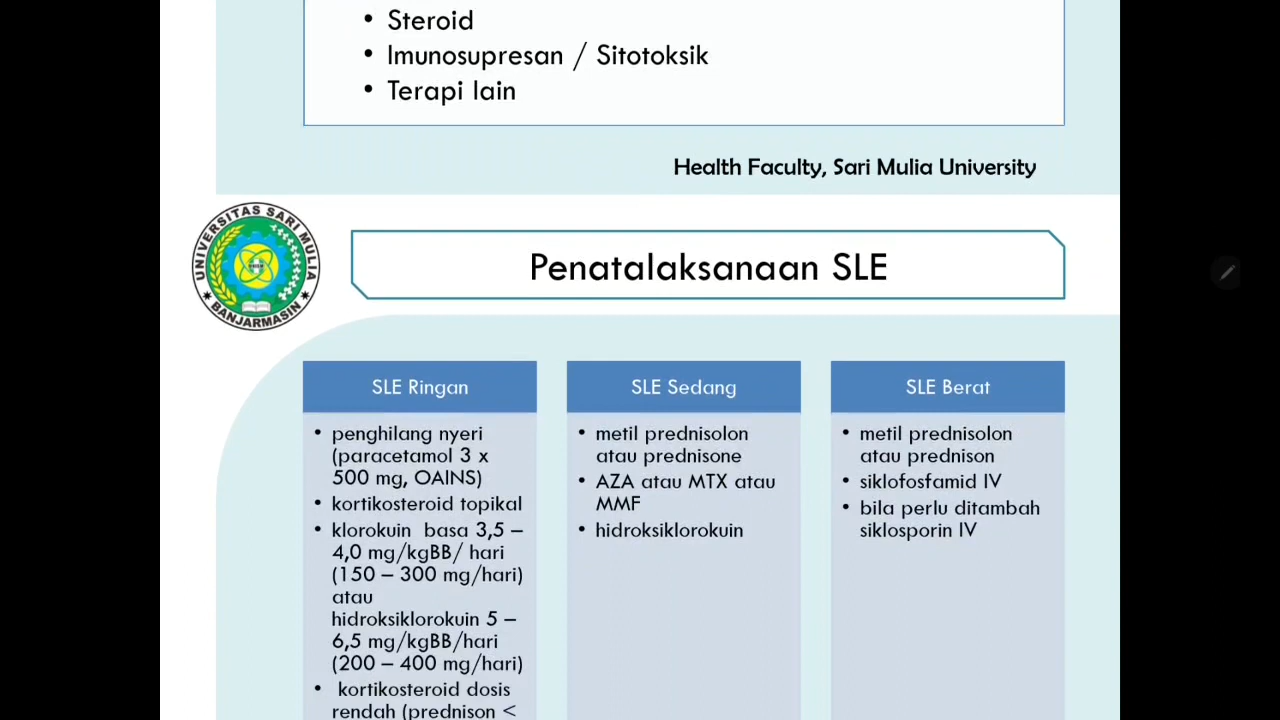 • Steroid
• Imunosupresan / Sitotoksik
• Terapi lain
Health Faculty, Sari Mulia University
UNIVERSITAS SARI MULIA
BANJARMASIN
Penatalaksanaan SLE
SLE Ringan
• penghilang nyeri
(paracetamol 3 x
500 mg, OAINS)
• kortikosteroid topikal
• klorokuin basa 3,5 –
4,0 mg/kgBB/ hari
(150 – 300 mg/hari)
atau
hidroksiklorokuin 5 –
6,5 mg/kgBB/hari
(200 – 400 mg/hari)
• kortikosteroid dosis
rendah (prednison <
SLE Sedang
• metil prednisolon
atau prednisone
• AZA atau MTX atau
MMF
• hidroksiklorokuin
SLE Berat
• metil prednisolon
atau prednison
• siklofosfamid IV
• bila perlu ditambah
siklosporin IV